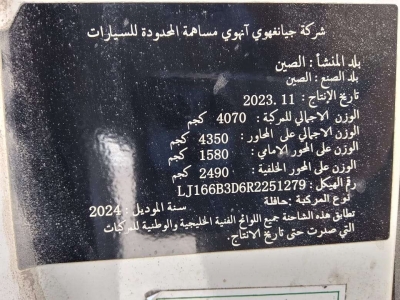 شركة جيانغهوي آنهوي مساهمة المحدودة للسيارات
بلد المنشأ : الصين
بلد الصنع : الصين
تاريخ الإنتاج : 2023.11
الوزن الاجمالي للمركبة : 4070 كجم
الوزن الاجمالي على المحاور : 4350 كجم
الوزن على المحور الامامي : 1580 كجم
الوزن على المحور الخلفية : 2490 كجم
رقم الهيكل : LJ166B3D6R2251279
نوع المركبة : حافلة سنة الموديل : 2024
تطابق هذه الشاحنة جميع اللوائح الفنية الخليجية والوطنية للمركبات
التي صدرت حتى تاريخ الانتاج.